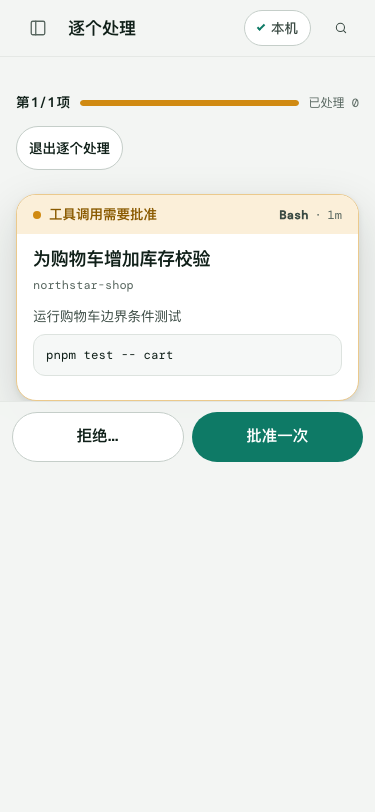 逐个处理
本机
第1/1项
已处理 0
退出逐个处理
工具调用需要批准
Bash · 1m
为购物车增加库存校验
northstar-shop
运行购物车边界条件测试
pnpm test -- cart
拒绝…
批准一次